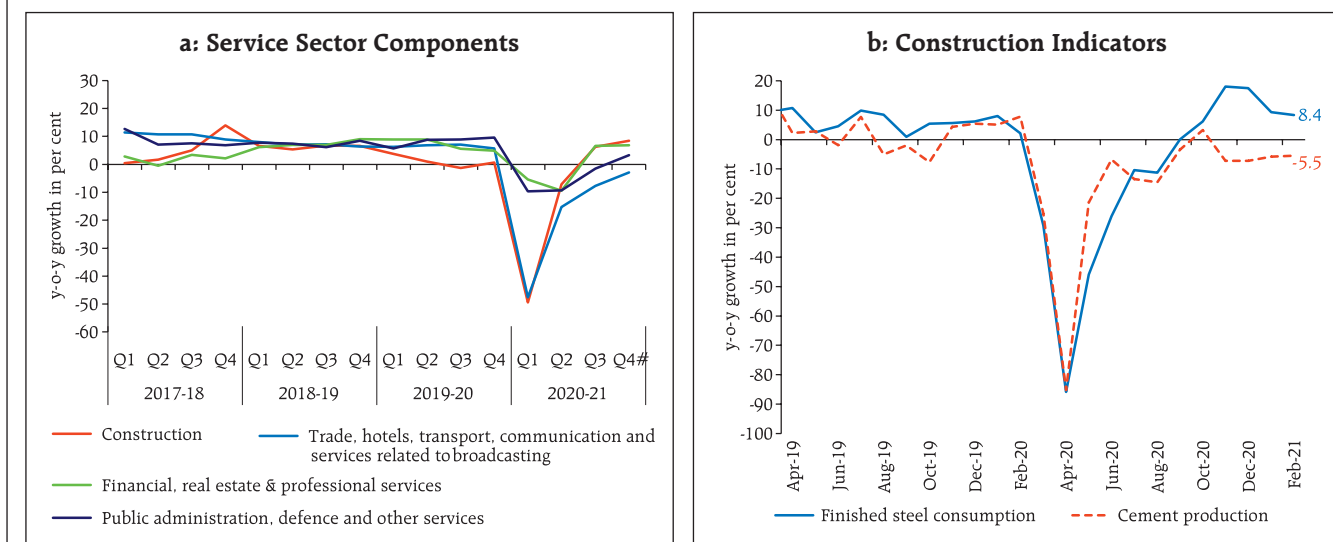 a: Service Sector Components
y-o-y growth in per cent
30
20
10
0
-10
-20
-30
-40
-50
-60
Q1 Q2 Q3 Q4 Q1 Q2 Q3 Q4 Q1 Q2 Q3 Q4 Q1 Q2 Q3 Q4#
2017-18 2018-19 2019-20 2020-21
Construction
Trade, hotels, transport, communication and
services related to broadcasting
Financial, real estate & professional services
Public administration, defence and other services
b: Construction Indicators
y-o-y growth in per cent
20
10
0
-10
-20
-30
-40
-50
-60
-70
-80
-90
-100
8.4
-5.5
Apr-19
Jun-19
Aug-19
Oct-19
Dec-19
Feb-20
Apr-20
Jun-20
Aug-20
Oct-20
Dec-20
Feb-21
Finished steel consumption
Cement production